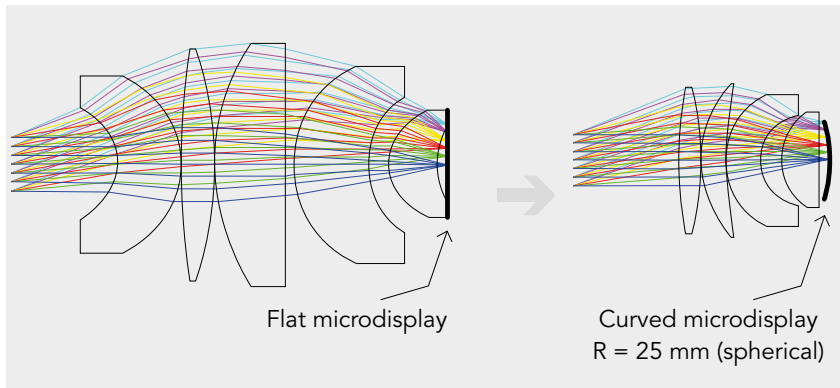 Flat microdisplay
Curved microdisplay
R = 25 mm (spherical)